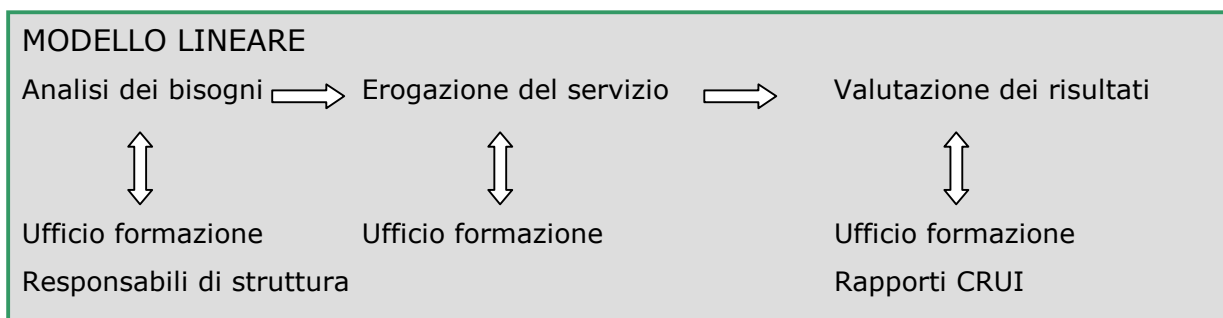 MODELLO LINEARE
Analisi dei bisogni Erogazione del servizio Valutazione dei risultati
Ufficio formazione Ufficio formazione Ufficio formazione
Responsabili di struttura Rapporti CRUI